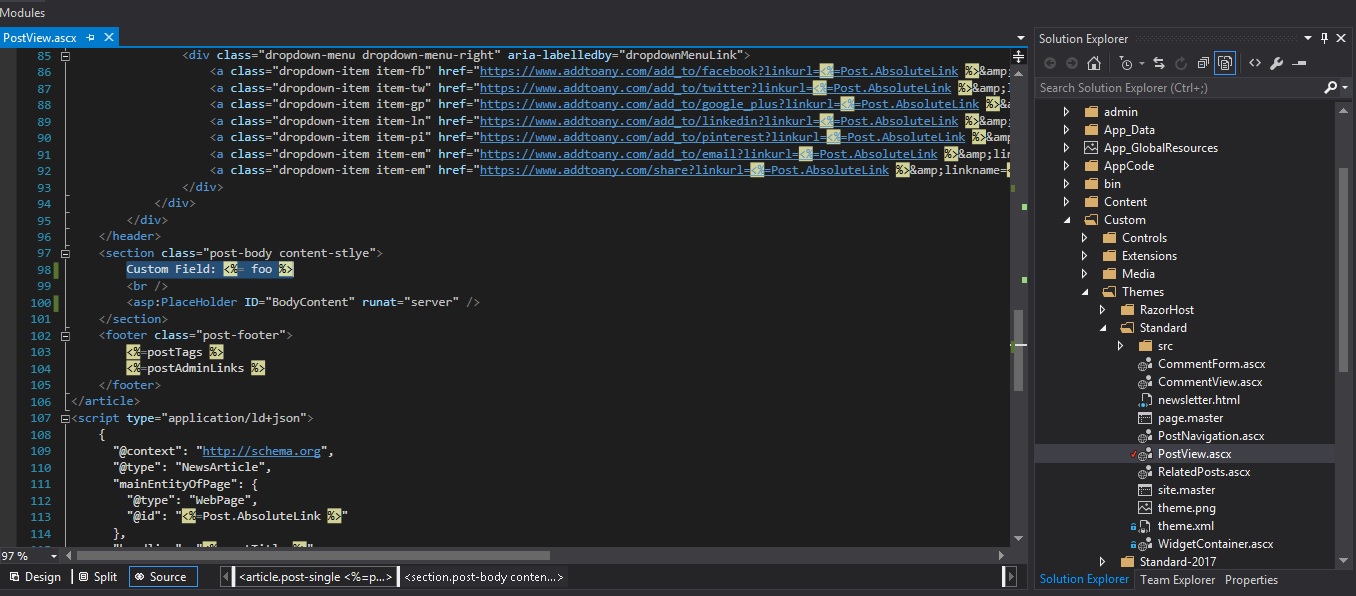 Modules
PostView.ascx
85 <div class="dropdown-menu dropdown-menu-right" aria-labelledby="dropdownMenuLink">
86 <a class="dropdown-item item-fb" href="https://www.addtoany.com/add_to/facebook?linkurl=<%=Post.AbsoluteLink %>&amp;
87 <a class="dropdown-item item-tw" href="https://www.addtoany.com/add_to/twitter?linkurl=<%=Post.AbsoluteLink %>&amp;l
88 <a class="dropdown-item item-gp" href="https://www.addtoany.com/add_to/google_plus?linkurl=<%=Post.AbsoluteLink %>&a
89 <a class="dropdown-item item-ln" href="https://www.addtoany.com/add_to/linkedin?linkurl=<%=Post.AbsoluteLink %>&amp;
90 <a class="dropdown-item item-pi" href="https://www.addtoany.com/add_to/pinterest?linkurl=<%=Post.AbsoluteLink %>&amp
91 <a class="dropdown-item item-em" href="https://www.addtoany.com/add_to/email?linkurl=<%=Post.AbsoluteLink %>&amp;lin
92 <a class="dropdown-item item-em" href="https://www.addtoany.com/share?linkurl=<%=Post.AbsoluteLink %>&amp;linkname=
93 </div>
94 </div>
95 </div>
96 </header>
97 <section class="post-body content-stlye">
98 Custom Field: <%= foo %>
99 <br />
100 <asp:PlaceHolder ID="BodyContent" runat="server" />
101 </section>
102 <footer class="post-footer">
103 <%=postTags %>
104 <%=postAdminLinks %>
105 </footer>
106 </article>
107 <script type="application/ld+json">
108 {
109 "@context": "http://schema.org",
110 "@type": "NewsArticle",
111 "mainEntityOfPage": {
112 "@type": "WebPage",
113 "@id": "<%=Post.AbsoluteLink %>"
114 },
97 %
Design Split Source <article.post-single <%=p...> <section.post-body conten...>
Solution Explorer
Search Solution Explorer (Ctrl+;)
admin
App_Data
App_GlobalResources
AppCode
bin
Content
Custom
Controls
Extensions
Media
Themes
RazorHost
Standard
src
CommentForm.ascx
CommentView.ascx
newsletter.html
page.master
PostNavigation.ascx
PostView.ascx
RelatedPosts.ascx
site.master
theme.png
theme.xml
WidgetContainer.ascx
Standard-2017
Solution Explorer Team Explorer Properties